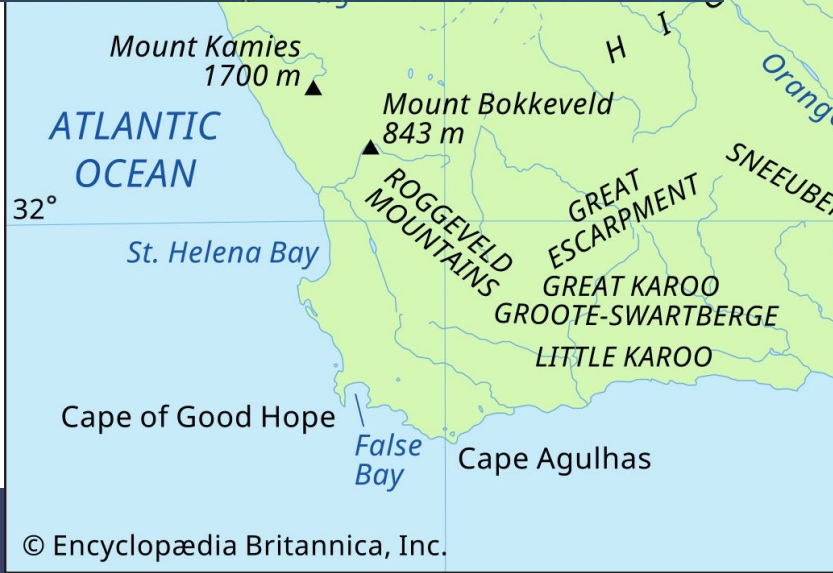 Mount Kamies
1700 m
H I
Orang
Mount Bokkeveld
843 m
ATLANTIC
OCEAN
32°
ROGGEVELD
MOUNTAINS
GREAT
ESCARPMENT
SNEEUBE
St. Helena Bay
GREAT KAROO
GROOTE-SWARTBERGE
LITTLE KAROO
Cape of Good Hope
False
Bay
Cape Agulhas
© Encyclopædia Britannica, Inc.